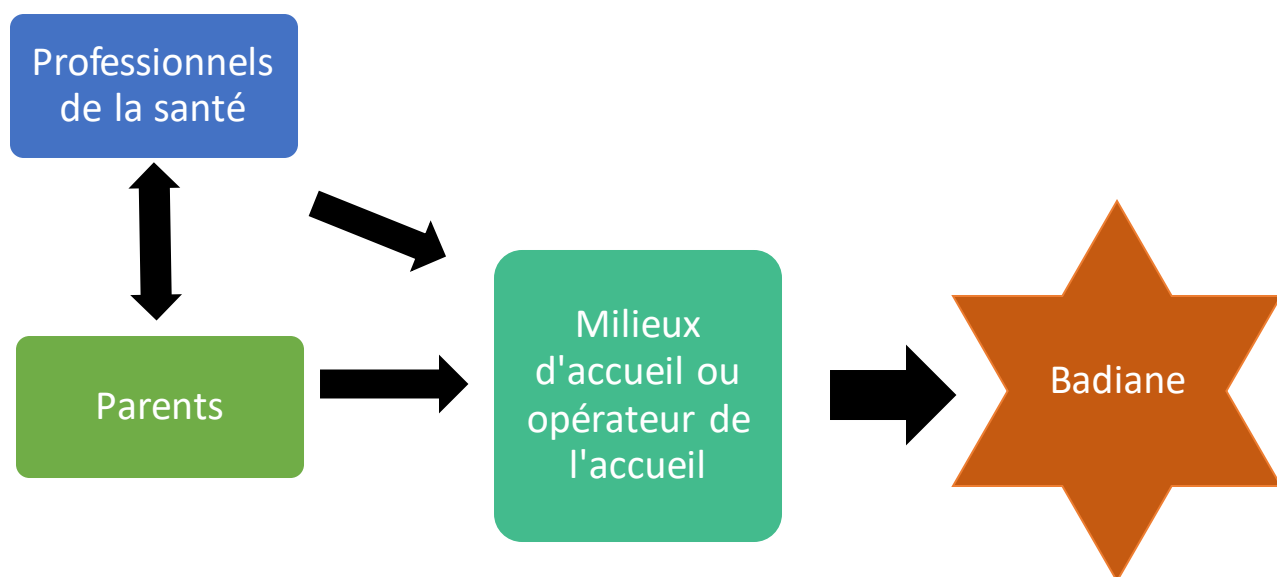 Professionnels
de la santé
Parents
Milieux
d'accueil ou
opérateur de
l'accueil
Badiane